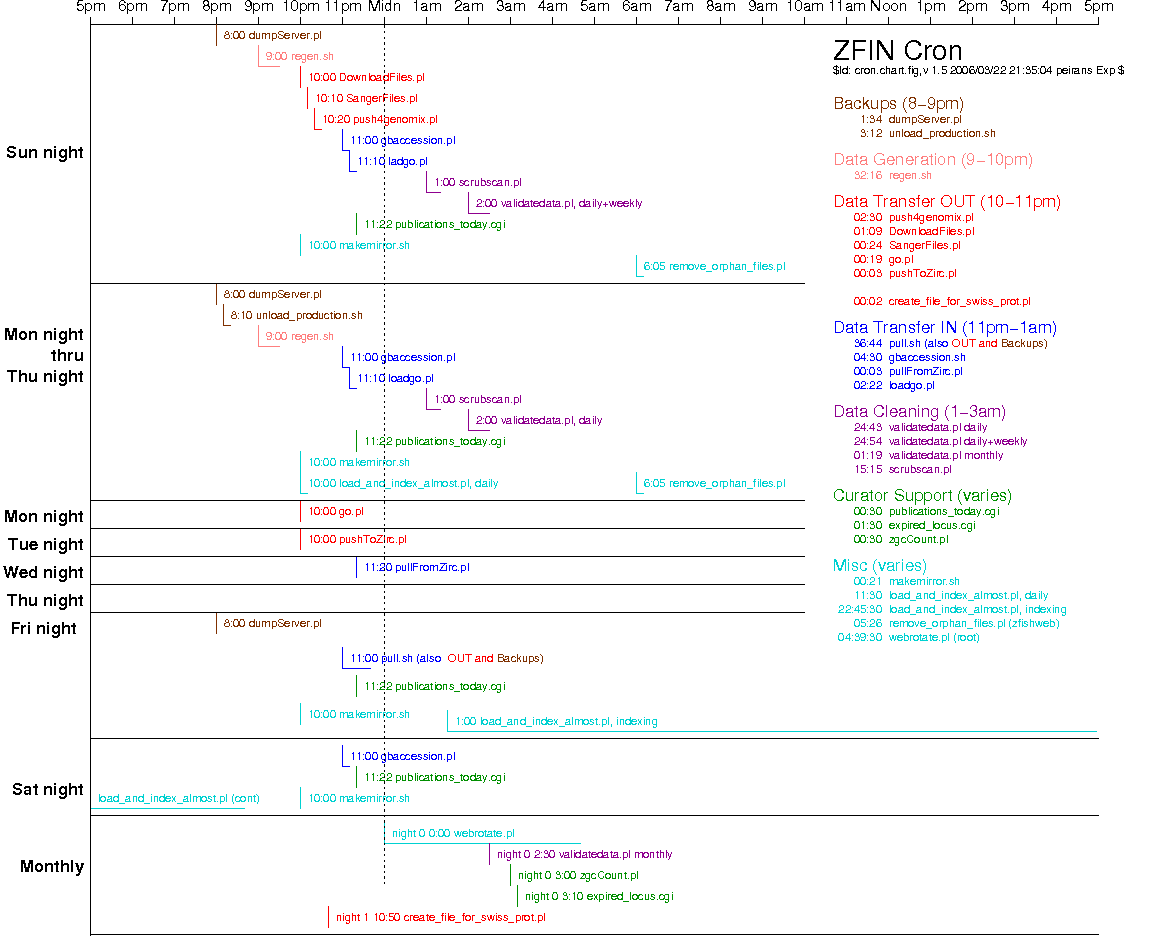 5pm 6pm 7pm 8pm 9pm 10pm 11pm Midn 1am 2am 3am 4am 5am 6am 7am 8am 9am 10am 11am Noon 1pm 2pm 3pm 4pm 5pm
ZFIN Cron
$Id: cron.chart.fig,v 1.5 2006/03/22 21:35:04 peirans Exp $
Sun night
8:00 dumpServer.pl
9:00 regen.sh
10:00 DownloadFiles.pl
10:10 SangerFiles.pl
10:20 push4genomix.pl
11:00 gbaccession.pl
11:10 ladgo.pl
1:00 scrubscan.pl
2:00 validatedata.pl, daily+weekly
11:22 publications_today.cgi
10:00 makemirror.sh
6:05 remove_orphan_files.pl
Mon night
thru
Thu night
8:00 dumpServer.pl
8:10 unload_production.sh
9:00 regen.sh
11:00 gbaccession.pl
11:10 loadgo.pl
1:00 scrubscan.pl
2:00 validatedata.pl, daily
11:22 publications_today.cgi
10:00 makemirror.sh
10:00 load_and_index_almost.pl, daily
6:05 remove_orphan_files.pl
Mon night
10:00 go.pl
Tue night
10:00 pushToZirc.pl
Wed night
11:20 pullFromZirc.pl
Thu night
Fri night
8:00 dumpServer.pl
11:00 pull.sh (also OUT and Backups)
11:22 publications_today.cgi
10:00 makemirror.sh
1:00 load_and_index_almost.pl, indexing
Sat night
11:00 gbaccession.pl
11:22 publications_today.cgi
load_and_index_almost.pl (cont)
10:00 makemirror.sh
Monthly
night 0 0:00 webrotate.pl
night 0 2:30 validatedata.pl monthly
night 0 3:00 zgcCount.pl
night 0 3:10 expired_locus.cgi
night 1 10:50 create_file_for_swiss_prot.pl
Backups (8-9pm)
1:34 dumpServer.pl
3:12 unload_production.sh
Data Generation (9-10pm)
32:16 regen.sh
Data Transfer OUT (10-11pm)
02:30 push4genomix.pl
01:09 DownloadFiles.pl
00:24 SangerFiles.pl
00:19 go.pl
00:03 pushToZirc.pl
00:02 create_file_for_swiss_prot.pl
Data Transfer IN (11pm-1am)
36:44 pull.sh (also OUT and Backups)
04:30 gbaccession.sh
00:03 pullFromZirc.pl
02:22 loadgo.pl
Data Cleaning (1-3am)
24:43 validatedata.pl daily
24:54 validatedata.pl daily+weekly
01:19 validatedata.pl monthly
15:15 scrubscan.pl
Curator Support (varies)
00:30 publications_today.cgi
01:30 expired_locus.cgi
00:30 zgcCount.pl
Misc (varies)
00:21 makemirror.sh
11:30 load_and_index_almost.pl, daily
22:45:30 load_and_index_almost.pl, indexing
05:26 remove_orphan_files.pl (zfishweb)
04:39:30 webrotate.pl (root)